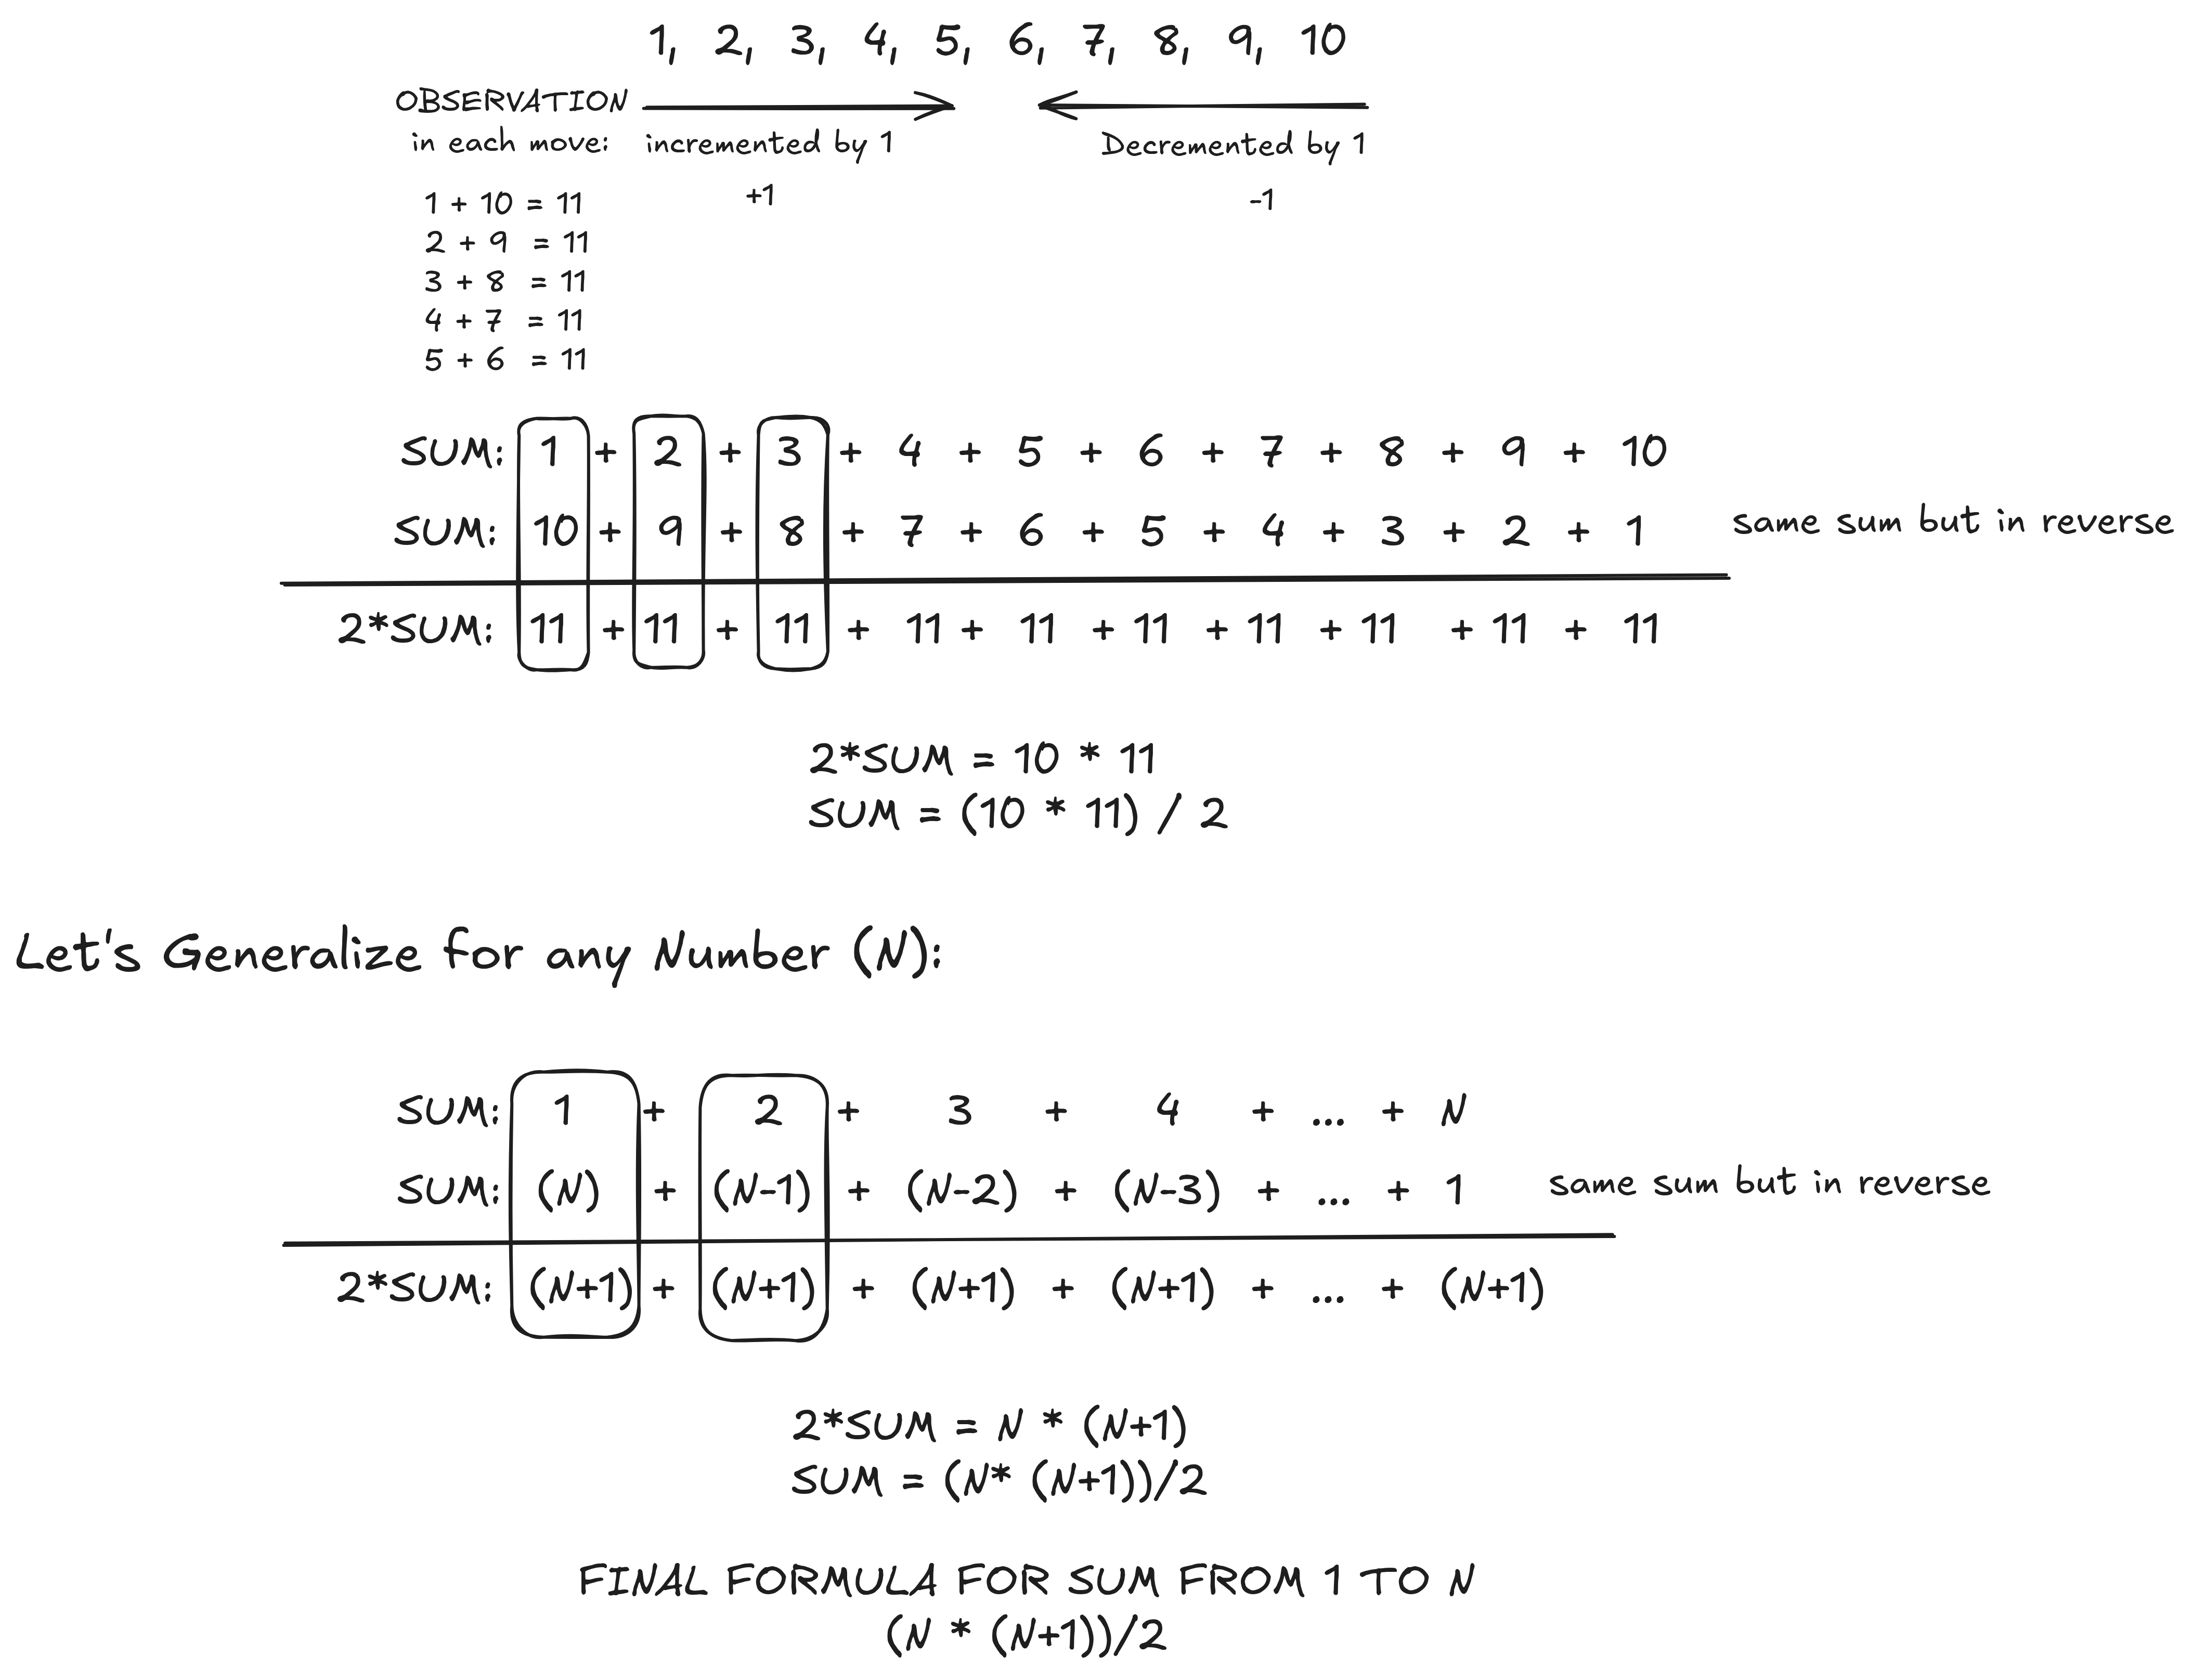 1, 2, 3, 4, 5, 6, 7, 8, 9, 10
OBSERVATION
in each move: incremented by 1 Decremented by 1
+1 -1
1 + 10 = 11
2 + 9 = 11
3 + 8 = 11
4 + 7 = 11
5 + 6 = 11
SUM: 1 + 2 + 3 + 4 + 5 + 6 + 7 + 8 + 9 + 10
SUM: 10 + 9 + 8 + 7 + 6 + 5 + 4 + 3 + 2 + 1 same sum but in reverse
2*SUM: 11 + 11 + 11 + 11 + 11 + 11 + 11 + 11 + 11 + 11
2*SUM = 10 * 11
SUM = (10 * 11) / 2
Let's Generalize for any Number (N):
SUM: 1 + 2 + 3 + 4 + ... + N
SUM: (N) + (N-1) + (N-2) + (N-3) + ... + 1 same sum but in reverse
2*SUM: (N+1) + (N+1) + (N+1) + (N+1) + ... + (N+1)
2*SUM = N * (N+1)
SUM = (N* (N+1))/2
FINAL FORMULA FOR SUM FROM 1 TO N
(N * (N+1))/2